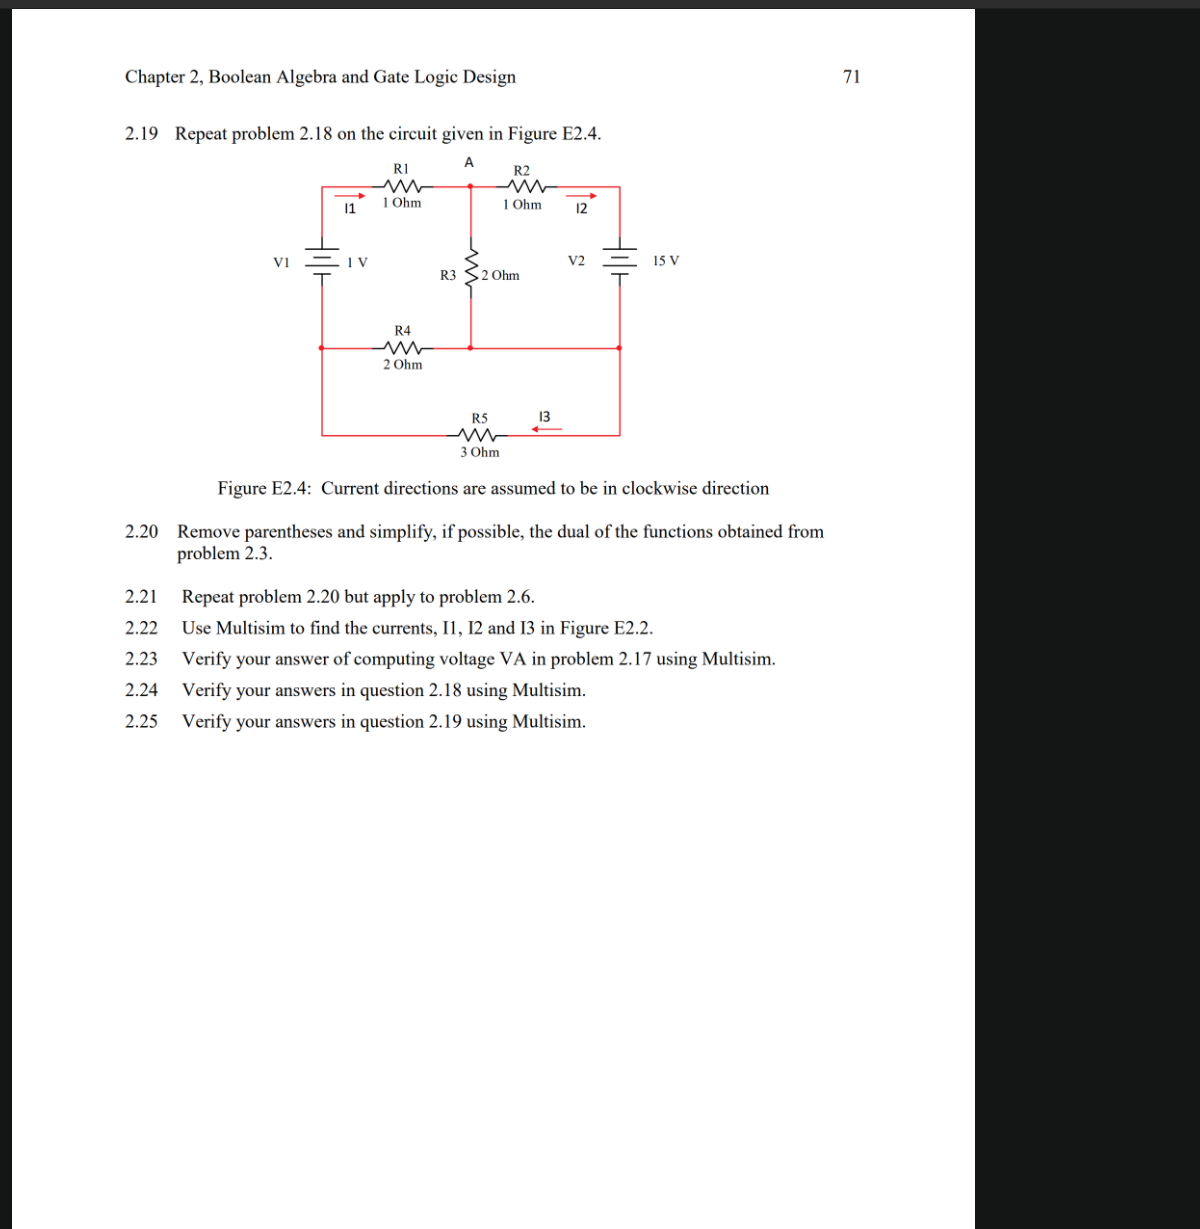 Chapter 2, Boolean Algebra and Gate Logic Design 71
2.19 Repeat problem 2.18 on the circuit given in Figure E2.4.
A
R1 R2
1 Ohm 1 Ohm
I1 I2
V1 1 V V2 15 V
R3 2 Ohm
R4
2 Ohm
R5 I3
3 Ohm
Figure E2.4: Current directions are assumed to be in clockwise direction
2.20 Remove parentheses and simplify, if possible, the dual of the functions obtained from
problem 2.3.
2.21 Repeat problem 2.20 but apply to problem 2.6.
2.22 Use Multisim to find the currents, I1, I2 and I3 in Figure E2.2.
2.23 Verify your answer of computing voltage VA in problem 2.17 using Multisim.
2.24 Verify your answers in question 2.18 using Multisim.
2.25 Verify your answers in question 2.19 using Multisim.